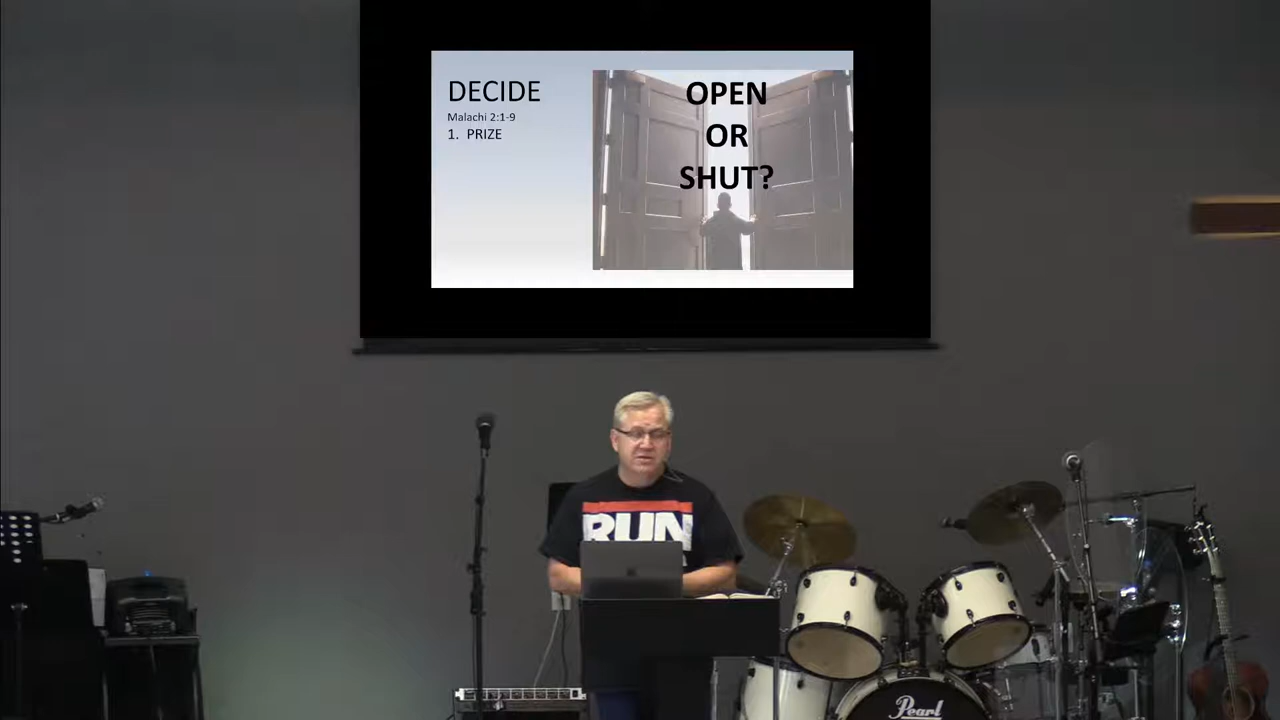 DECIDE
Malachi 2:1-9
1. PRIZE
OPEN
OR
SHUT?
RUN
Pearl